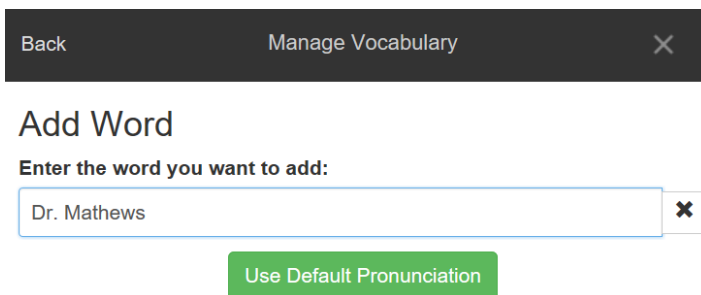 Back Manage Vocabulary ×
Add Word
Enter the word you want to add:
Dr. Mathews
Use Default Pronunciation